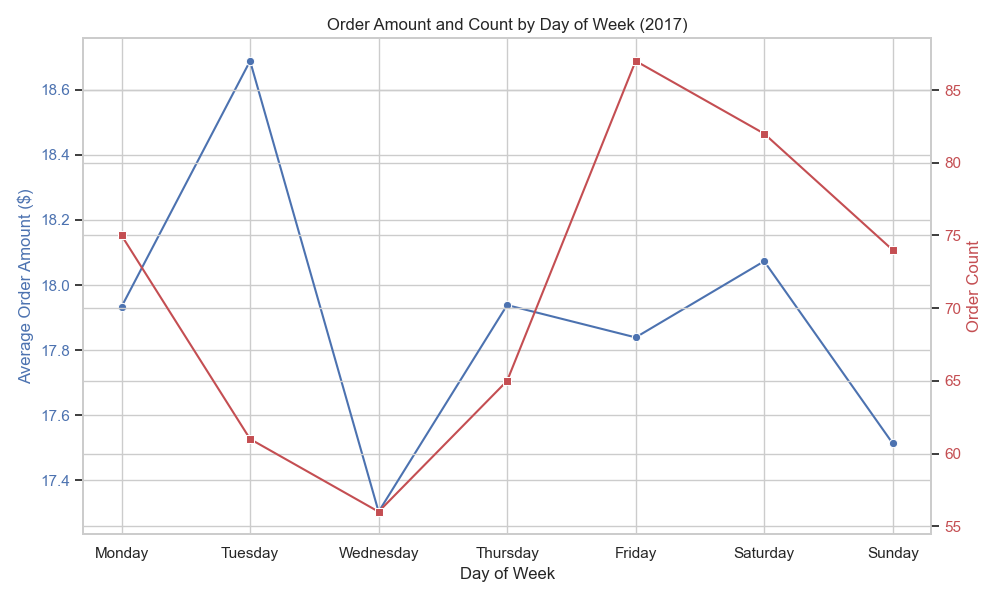 Order Amount and Count by Day of Week (2017)
Average Order Amount ($)
18.6
18.4
18.2
18.0
17.8
17.6
17.4
85
80
75
70
65
60
55
Order Count
Monday Tuesday Wednesday Thursday Friday Saturday Sunday
Day of Week